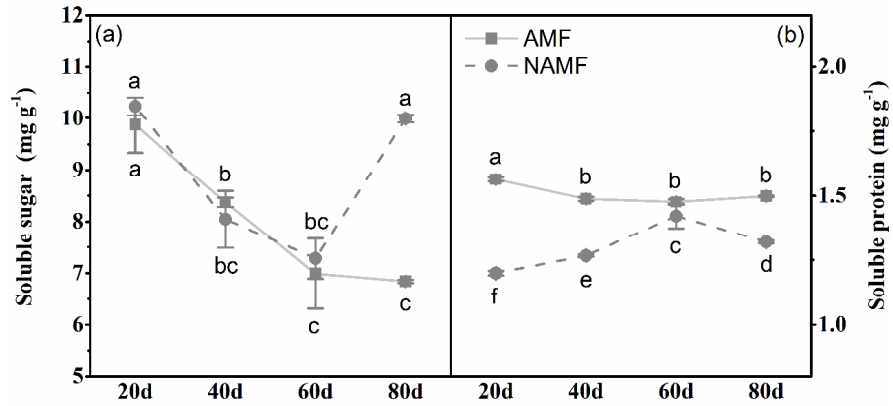 12
11
10
9
8
7
6
5
Soluble sugar (mg g-1)
(a)
a
a
b
bc
bc
c
a
c
20d
40d
60d
80d
AMF
NAMF
(b)
a
b
b
b
f
e
c
d
20d
40d
60d
80d
2.0
1.5
1.0
Soluble protein (mg g-1)